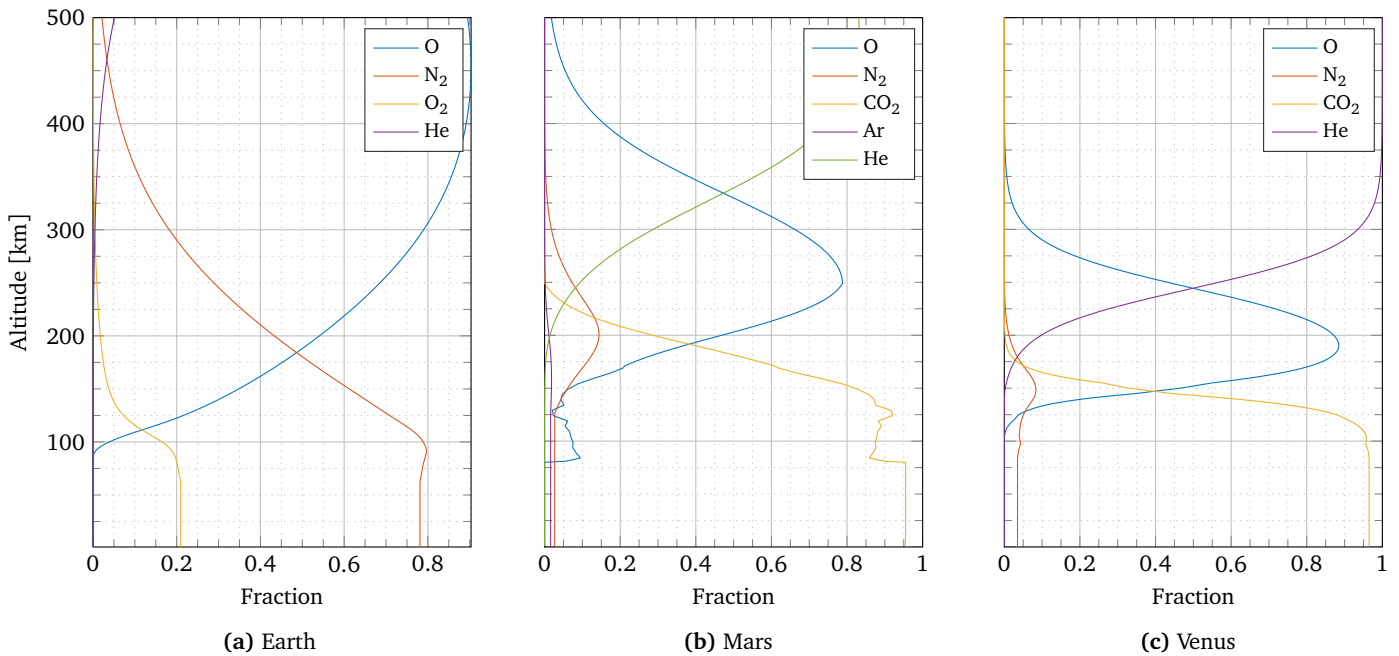 Altitude [km]
500
400
300
200
100
0 0.2 0.4 0.6 0.8
Fraction
O
N₂
O₂
He
(a) Earth
0 0.2 0.4 0.6 0.8 1
Fraction
O
N₂
CO₂
Ar
He
(b) Mars
0 0.2 0.4 0.6 0.8 1
Fraction
O
N₂
CO₂
He
(c) Venus